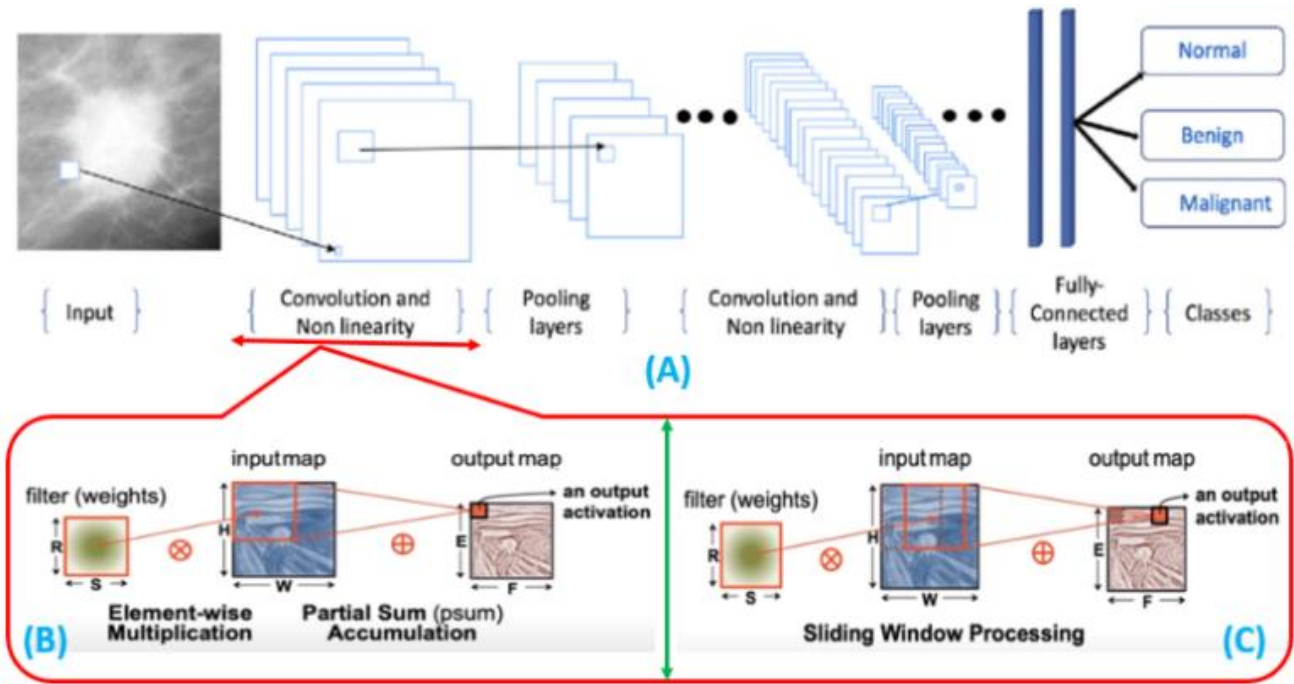 Normal
Benign
Malignant
Input
Convolution and
Non linearity
Pooling
layers
Convolution and
Non linearity
Pooling
layers
Fully-
Connected
layers
Classes
(A)
filter (weights)
R
S
⊗
input map
H
W
⊕
output map
an output
activation
E
F
Element-wise
Multiplication
Partial Sum (psum)
Accumulation
(B)
filter (weights)
R
S
⊗
input map
H
W
⊕
output map
an output
activation
E
F
Sliding Window Processing
(C)